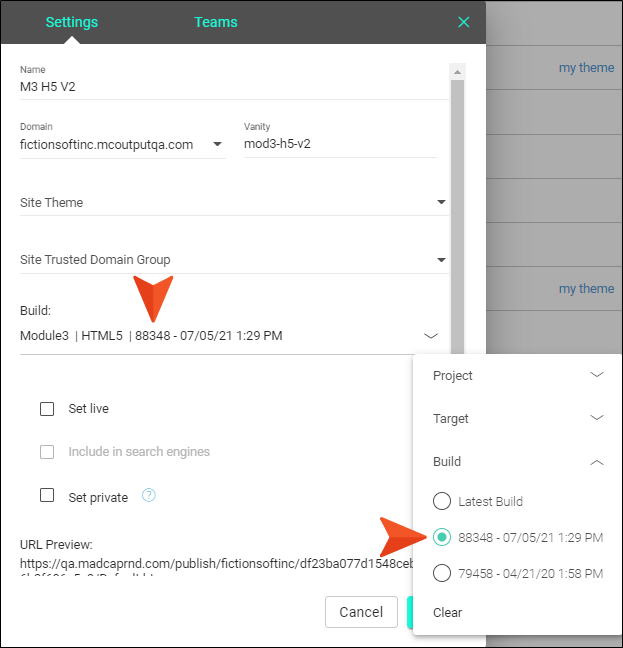 Settings Teams
my theme
Name
M3 H5 V2
Domain Vanity
fictionsoftinc.mcoutputqa.com mod3-h5-v2
Site Theme
Site Trusted Domain Group
my theme
Build:
Module3 | HTML5 | 88348 - 07/05/21 1:29 PM
Project
Set live
Target
Include in search engines
Build
Set private ?
Latest Build
88348 - 07/05/21 1:29 PM
URL Preview:
https://qa.madcaprnd.com/publish/fictionsoftinc/df23ba077d1548ceb
79458 - 04/21/20 1:58 PM
Cancel
Clear